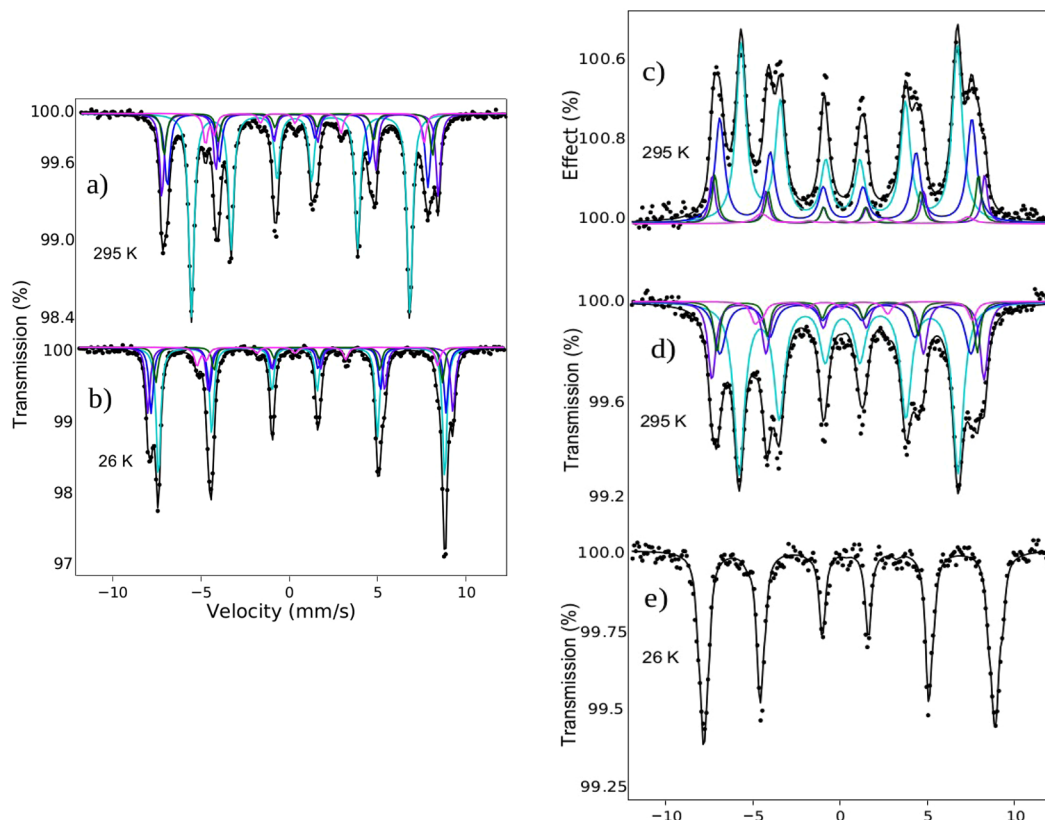 100.0
99.6
a)
99.0
295 K
98.4
100
b)
99
26 K
98
97
Transmission (%)
−10 −5 0 5 10
Velocity (mm/s)
c)
100.6
100.8
295 K
100.0
Effect (%)
100.0
d)
99.6
295 K
99.2
Transmission (%)
100.0
e)
99.75
26 K
99.5
99.25
Transmission (%)
−10 −5 0 5 10